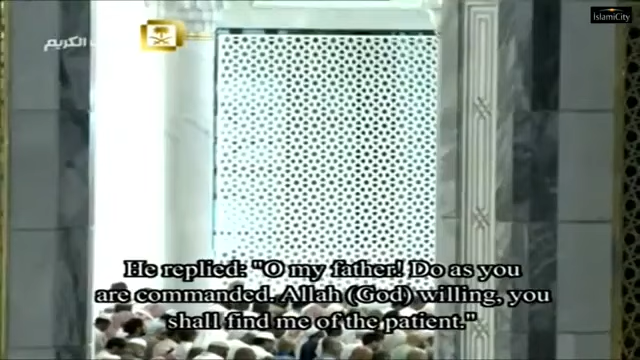 الكريم
IslamiCity
He replied: "O my father! Do as you
are commanded. Allah (God) willing, you
shall find me of the patient."